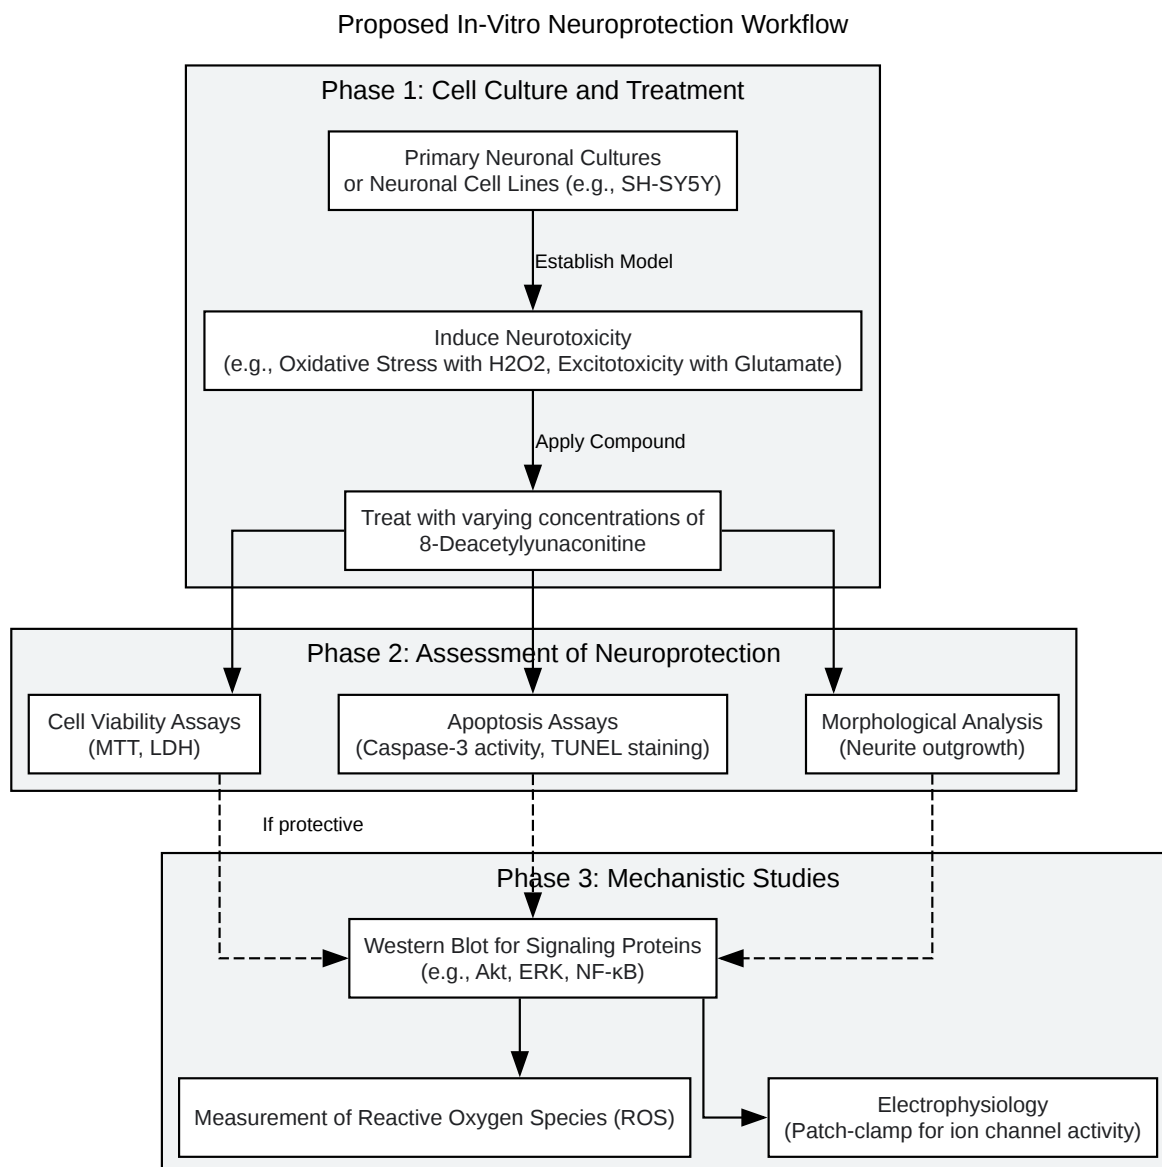 Proposed In-Vitro Neuroprotection Workflow
Phase 1: Cell Culture and Treatment
Primary Neuronal Cultures
or Neuronal Cell Lines (e.g., SH-SY5Y)
Establish Model
Induce Neurotoxicity
(e.g., Oxidative Stress with H2O2, Excitotoxicity with Glutamate)
Apply Compound
Treat with varying concentrations of
8-Deacetylyunaconitine
Phase 2: Assessment of Neuroprotection
Cell Viability Assays
(MTT, LDH)
Apoptosis Assays
(Caspase-3 activity, TUNEL staining)
Morphological Analysis
(Neurite outgrowth)
If protective
Phase 3: Mechanistic Studies
Western Blot for Signaling Proteins
(e.g., Akt, ERK, NF-κB)
Measurement of Reactive Oxygen Species (ROS)
Electrophysiology
(Patch-clamp for ion channel activity)